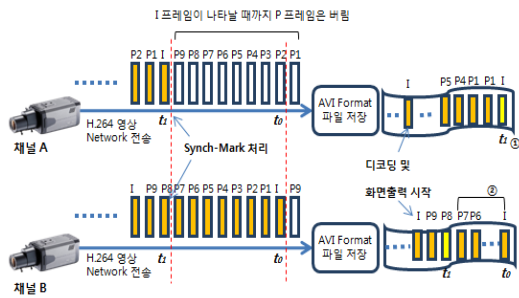 I 프레임이 나타날 때까지 P 프레임은 버림
P2 P1 I P9 P8 P7 P6 P5 P4 P3 P2 P1
t₁ t₀
채널 A
H.264 영상
Network 전송
Synch-Mark 처리
AVI Format
파일 저장
I P5 P4 P1 P1 I
t₁ ①
디코딩 및
화면출력 시작
I P9 P8 P7 P6 P5 P4 P3 P2 P1 I P9
t₁ t₀
채널 B
H.264 영상
Network 전송
AVI Format
파일 저장
②
I P9 P8 P7 P6 I
t₁ t₀